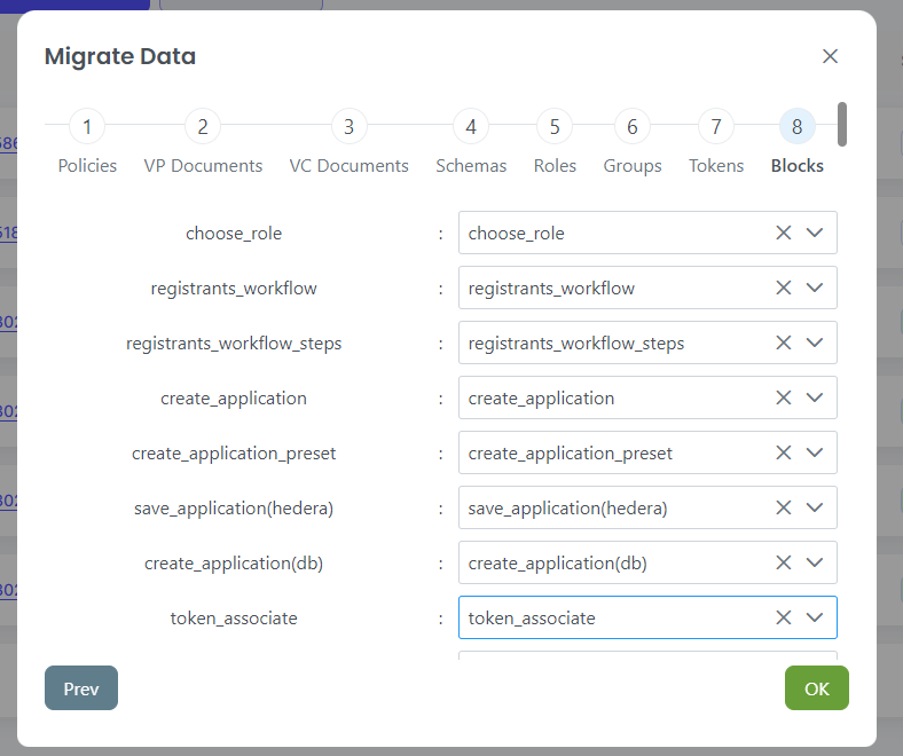 Migrate Data
1 2 3 4 5 6 7 8
Policies VP Documents VC Documents Schemas Roles Groups Tokens Blocks
choose_role : choose_role
registrants_workflow : registrants_workflow
registrants_workflow_steps : registrants_workflow_steps
create_application : create_application
create_application_preset : create_application_preset
save_application(hedera) : save_application(hedera)
create_application(db) : create_application(db)
token_associate : token_associate
Prev OK